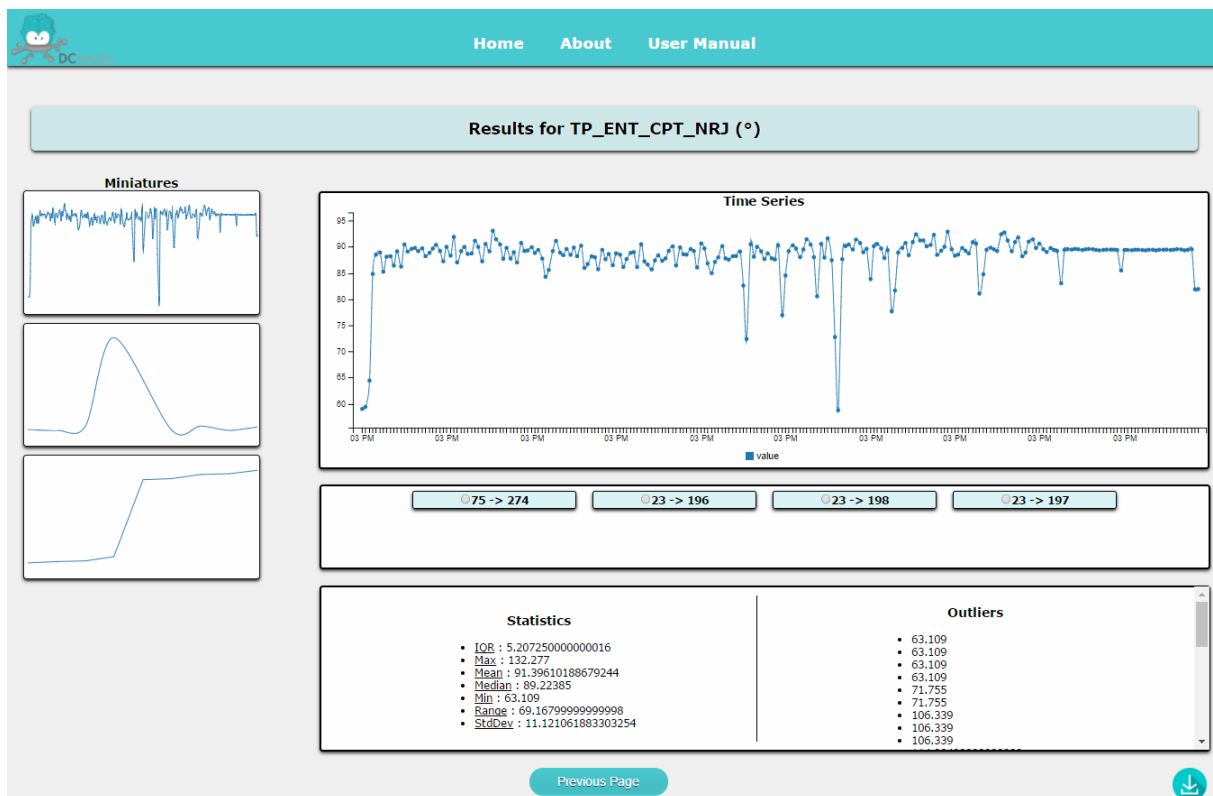 DC
Home About User Manual
Results for TP_ENT_CPT_NRJ (°)
Miniatures
Time Series
95
90
85
80
75
70
65
60
03 PM 03 PM 03 PM 03 PM 03 PM 03 PM 03 PM 03 PM 03 PM 03 PM
value
75 -> 274 23 -> 196 23 -> 198 23 -> 197
Statistics
IQR : 5.207250000000016
Max : 132.277
Mean : 91.39610188679244
Median : 89.22385
Min : 63.109
Range : 69.16799999999998
StdDev : 11.121061883303254
Outliers
63.109
63.109
63.109
63.109
71.755
71.755
106.339
106.339
106.339
Previous Page